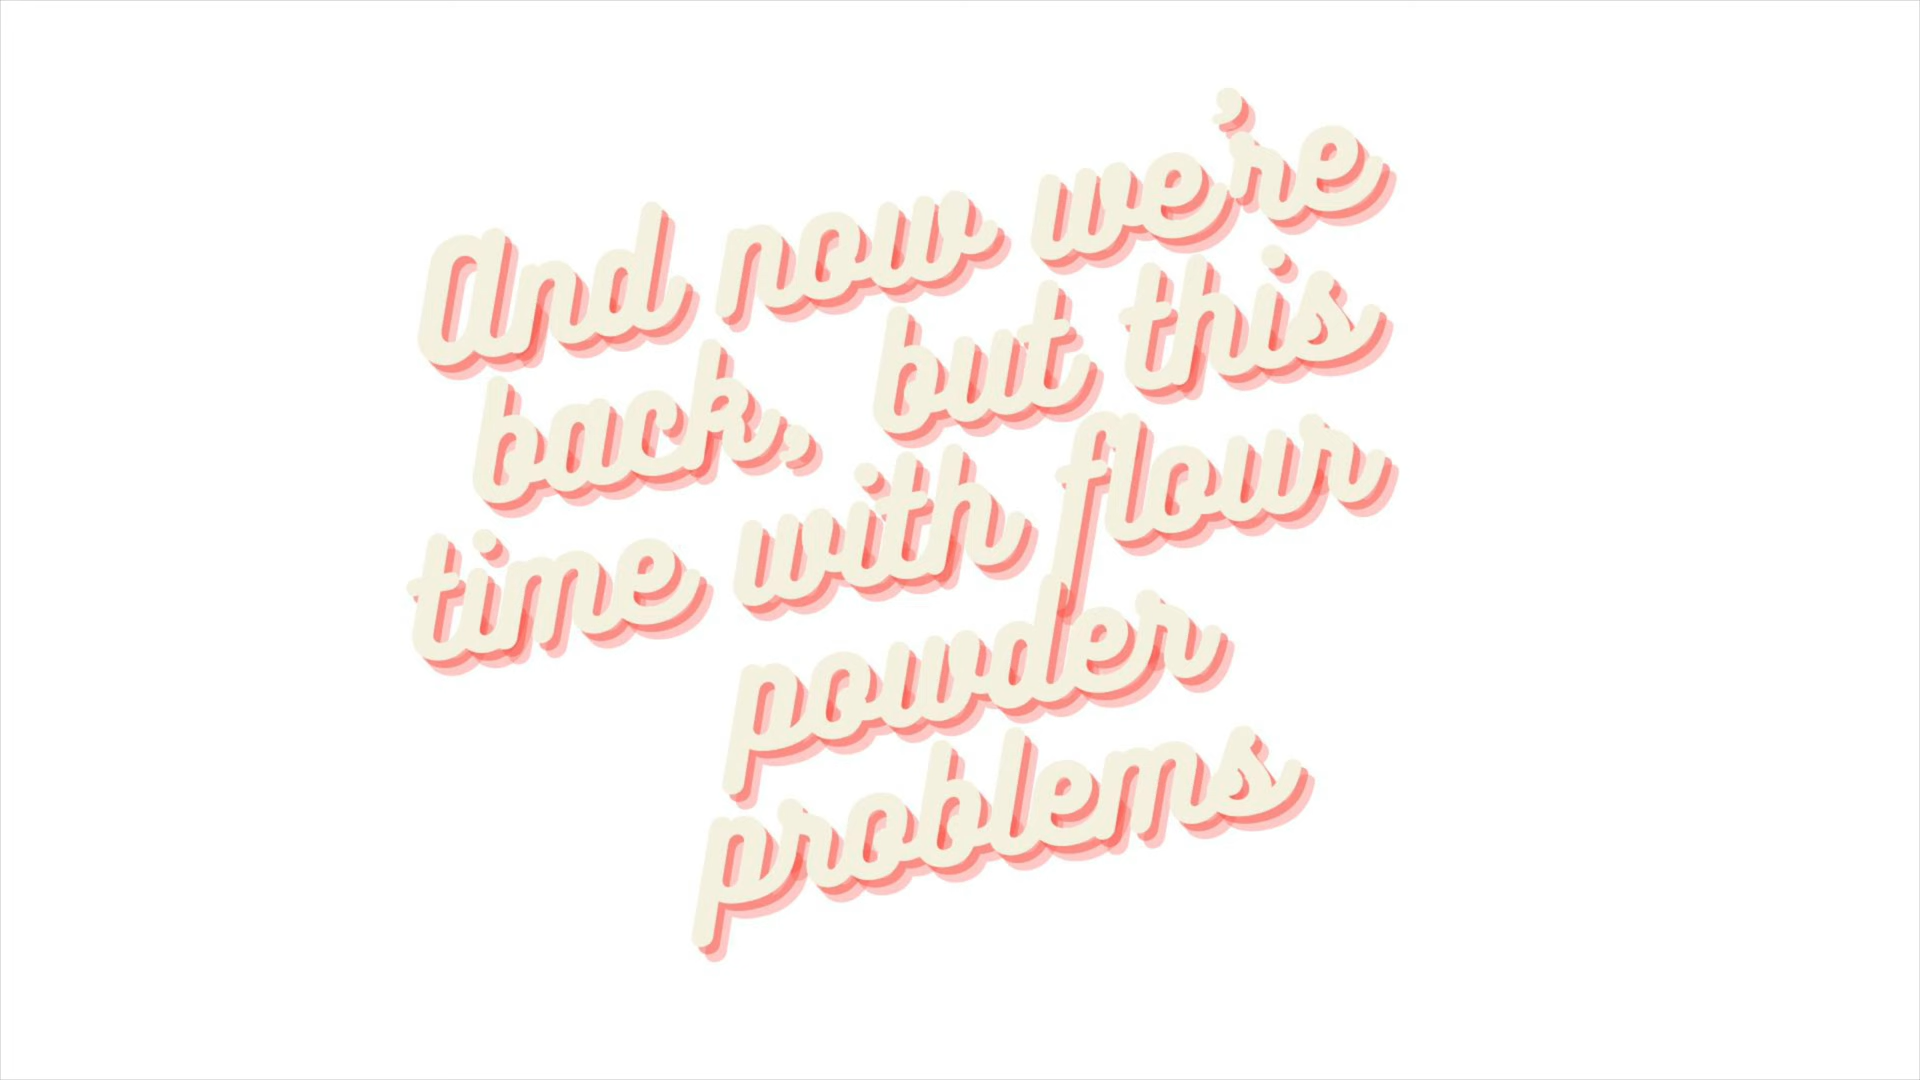 And now we're
back, but this
time with flour
powder
problems